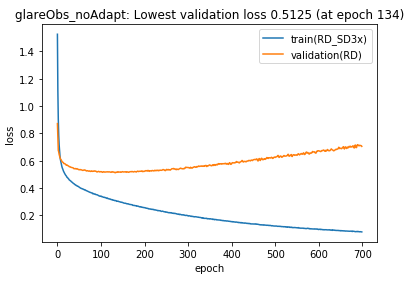 glareObs_noAdapt: Lowest validation loss 0.5125 (at epoch 134)
train(RD_SD3x)
validation(RD)
loss
1.4
1.2
1.0
0.8
0.6
0.4
0.2
0 100 200 300 400 500 600 700
epoch